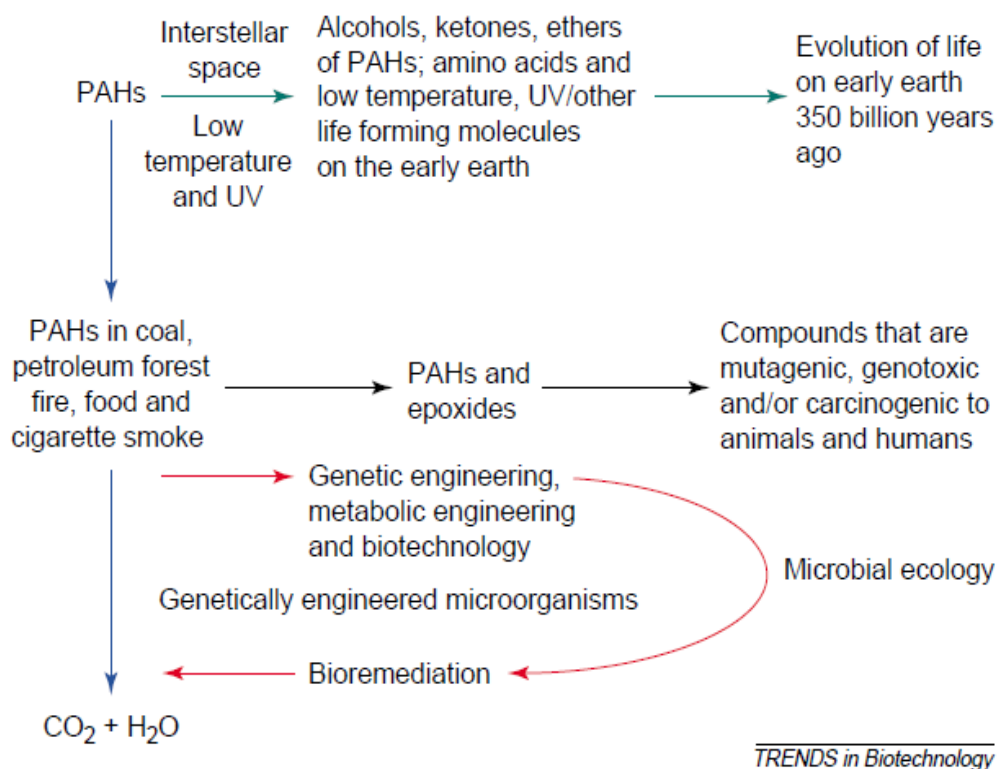 PAHs
Interstellar
space
Low
temperature
and UV
Alcohols, ketones, ethers
of PAHs; amino acids and
low temperature, UV/other
life forming molecules
on the early earth
Evolution of life
on early earth
350 billion years
ago
PAHs in coal,
petroleum forest
fire, food and
cigarette smoke
PAHs and
epoxides
Compounds that are
mutagenic, genotoxic
and/or carcinogenic to
animals and humans
Genetic engineering,
metabolic engineering
and biotechnology
Microbial ecology
Genetically engineered microorganisms
Bioremediation
CO₂ + H₂O
TRENDS in Biotechnology